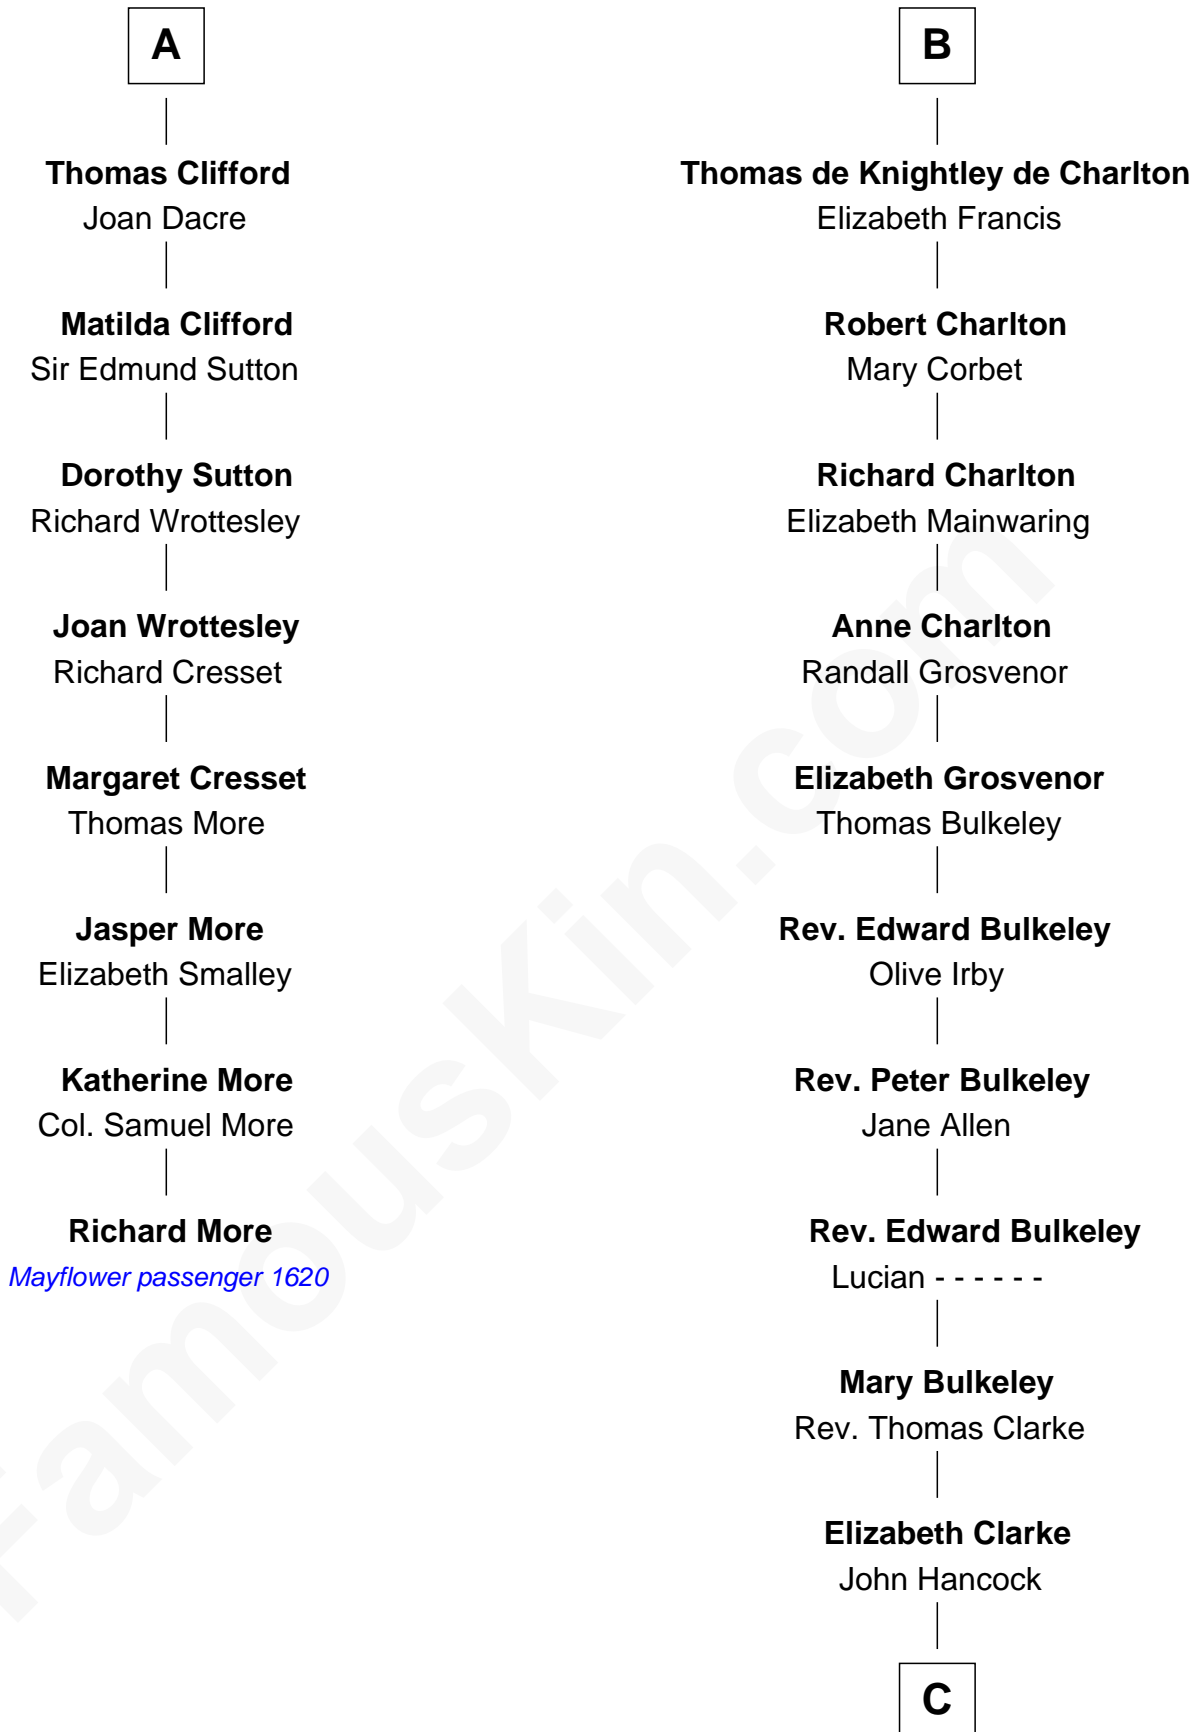 A
Thomas Clifford
Joan Dacre
Matilda Clifford
Sir Edmund Sutton
Dorothy Sutton
Richard Wrottesley
Joan Wrottesley
Richard Cresset
Margaret Cresset
Thomas More
Jasper More
Elizabeth Smalley
Katherine More
Col. Samuel More
Richard More
Mayflower passenger 1620
B
Thomas de Knightley de Charlton
Elizabeth Francis
Robert Charlton
Mary Corbet
Richard Charlton
Elizabeth Mainwaring
Anne Charlton
Randall Grosvenor
Elizabeth Grosvenor
Thomas Bulkeley
Rev. Edward Bulkeley
Olive Irby
Rev. Peter Bulkeley
Jane Allen
Rev. Edward Bulkeley
Lucian - - - - - -
Mary Bulkeley
Rev. Thomas Clarke
Elizabeth Clarke
John Hancock
C
FamousKin.com